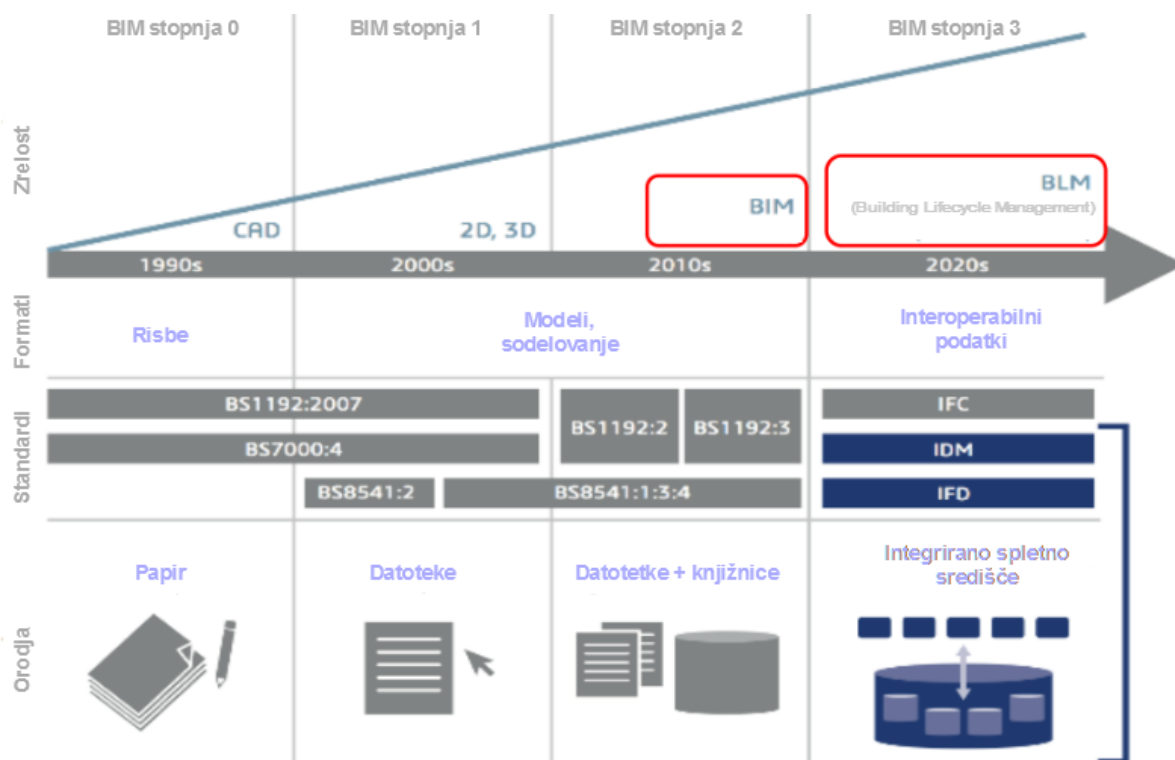 BIM stopnja 0
BIM stopnja 1
BIM stopnja 2
BIM stopnja 3
Zrelost
CAD
2D, 3D
BIM
BLM
(Building Lifecycle Management)
1990s
2000s
2010s
2020s
Formati
Risbe
Modeli,
sodelovanje
Interoperabilni
podatki
Standardi
BS1192:2007
BS7000:4
BS8541:2
BS8541:1:3:4
BS1192:2
BS1192:3
IFC
IDM
IFD
Orodja
Papir
Datoteke
Datotetke + knjižnice
Integrirano spletno
središče